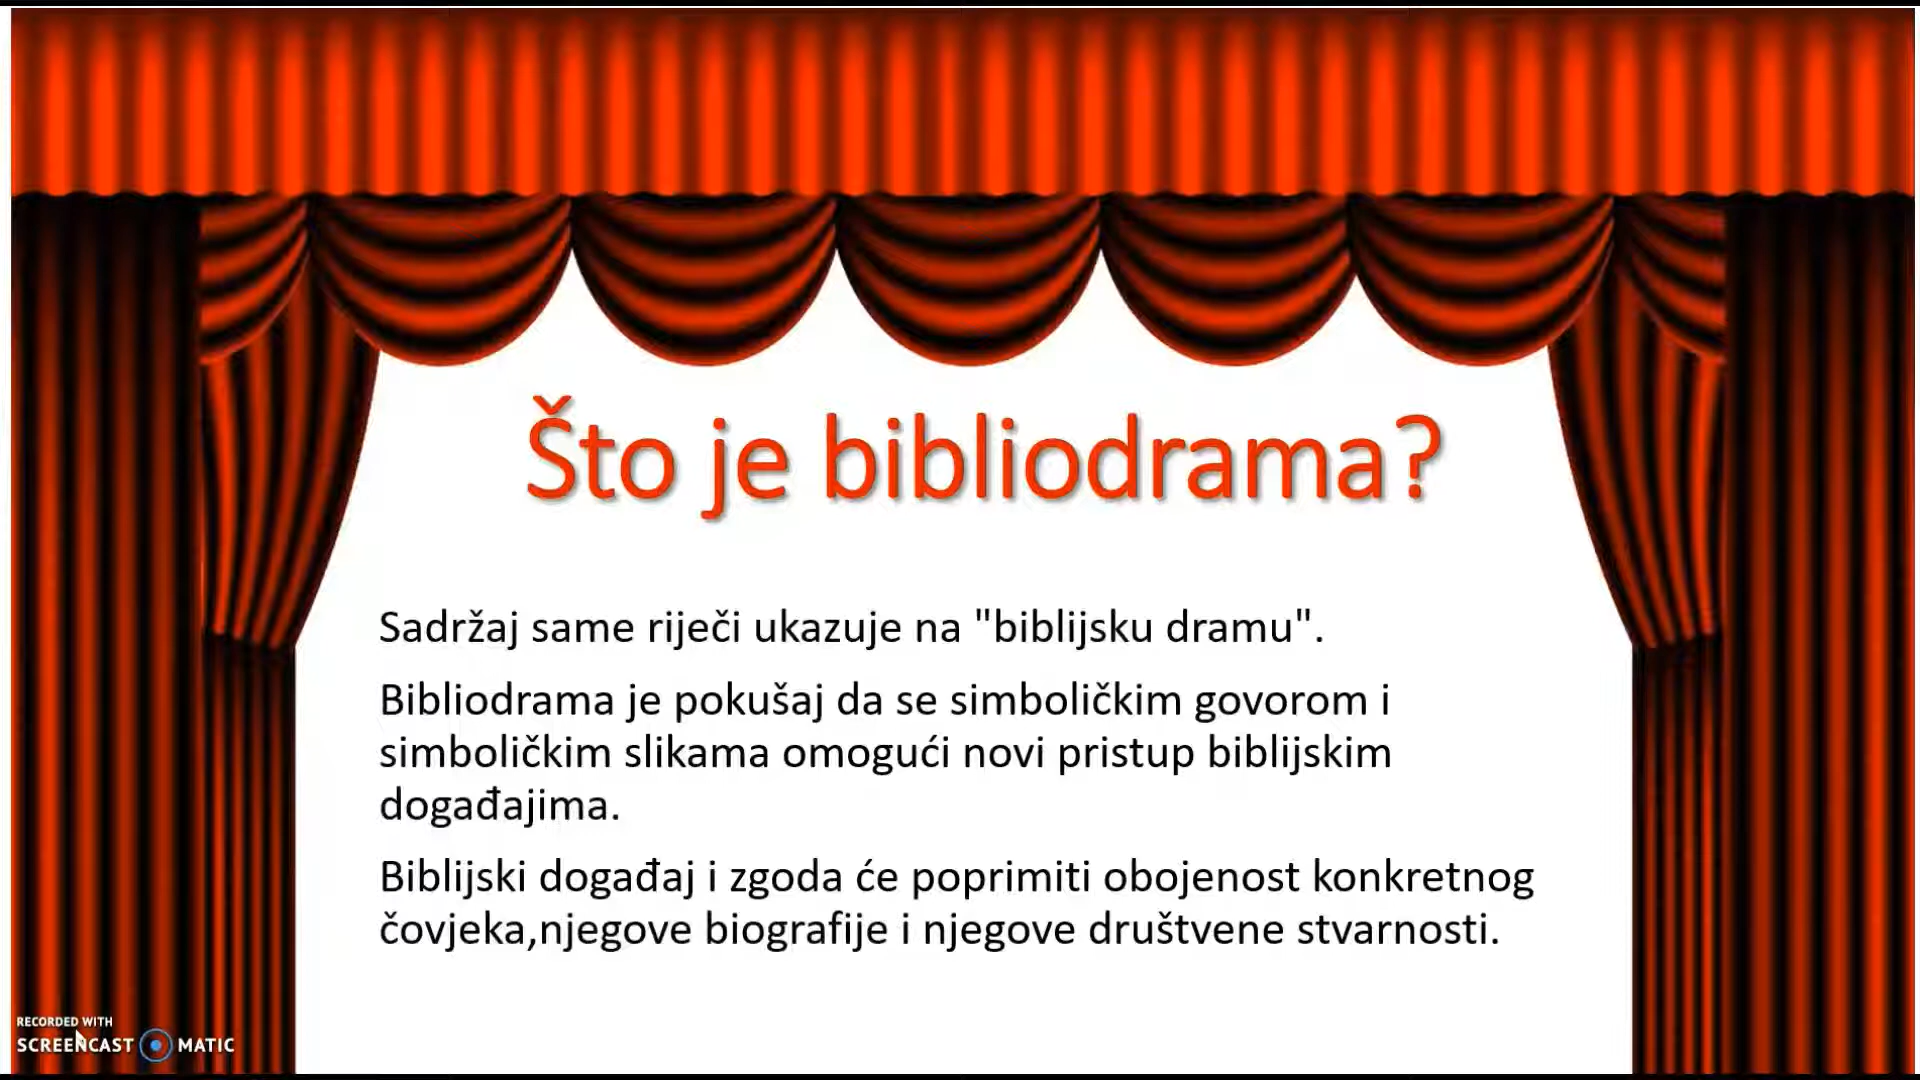 Što je bibliodrama?
Sadržaj same riječi ukazuje na "biblijsku dramu".
Bibliodrama je pokušaj da se simboličkim govorom i
simboličkim slikama omogući novi pristup biblijskim
događajima.
Biblijski događaj i zgoda će poprimiti obojenost konkretnog
čovjeka,njegove biografije i njegove društvene stvarnosti.
RECORDED WITH
SCREENCAST MATIC